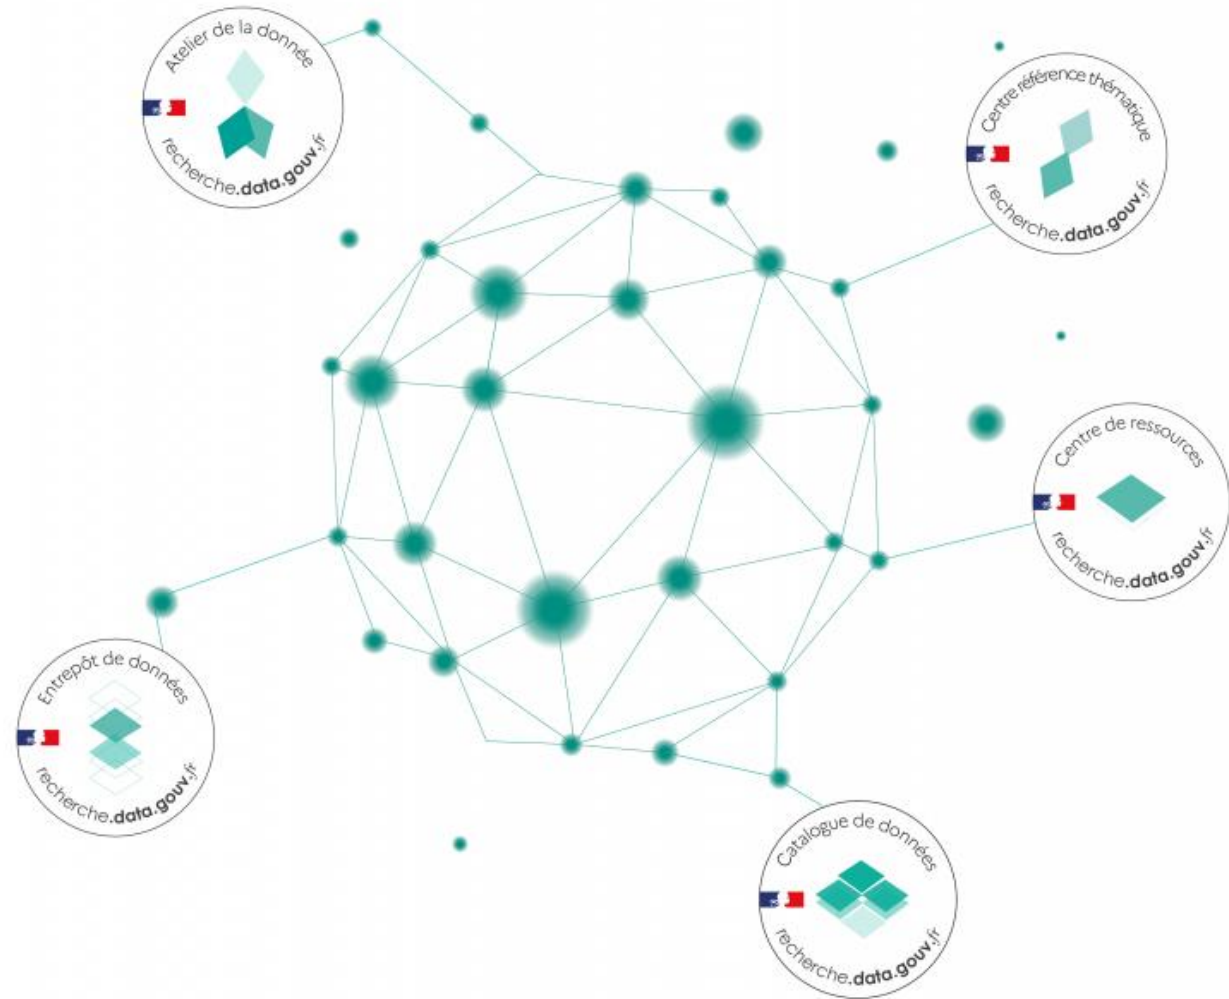 Atelier de la donnée
recherche.data.gouv.fr
Centre référence thématique
recherche.data.gouv.fr
Centre de ressources
recherche.data.gouv.fr
Entrepôt de données
recherche.data.gouv.fr
Catalogue de données
recherche.data.gouv.fr